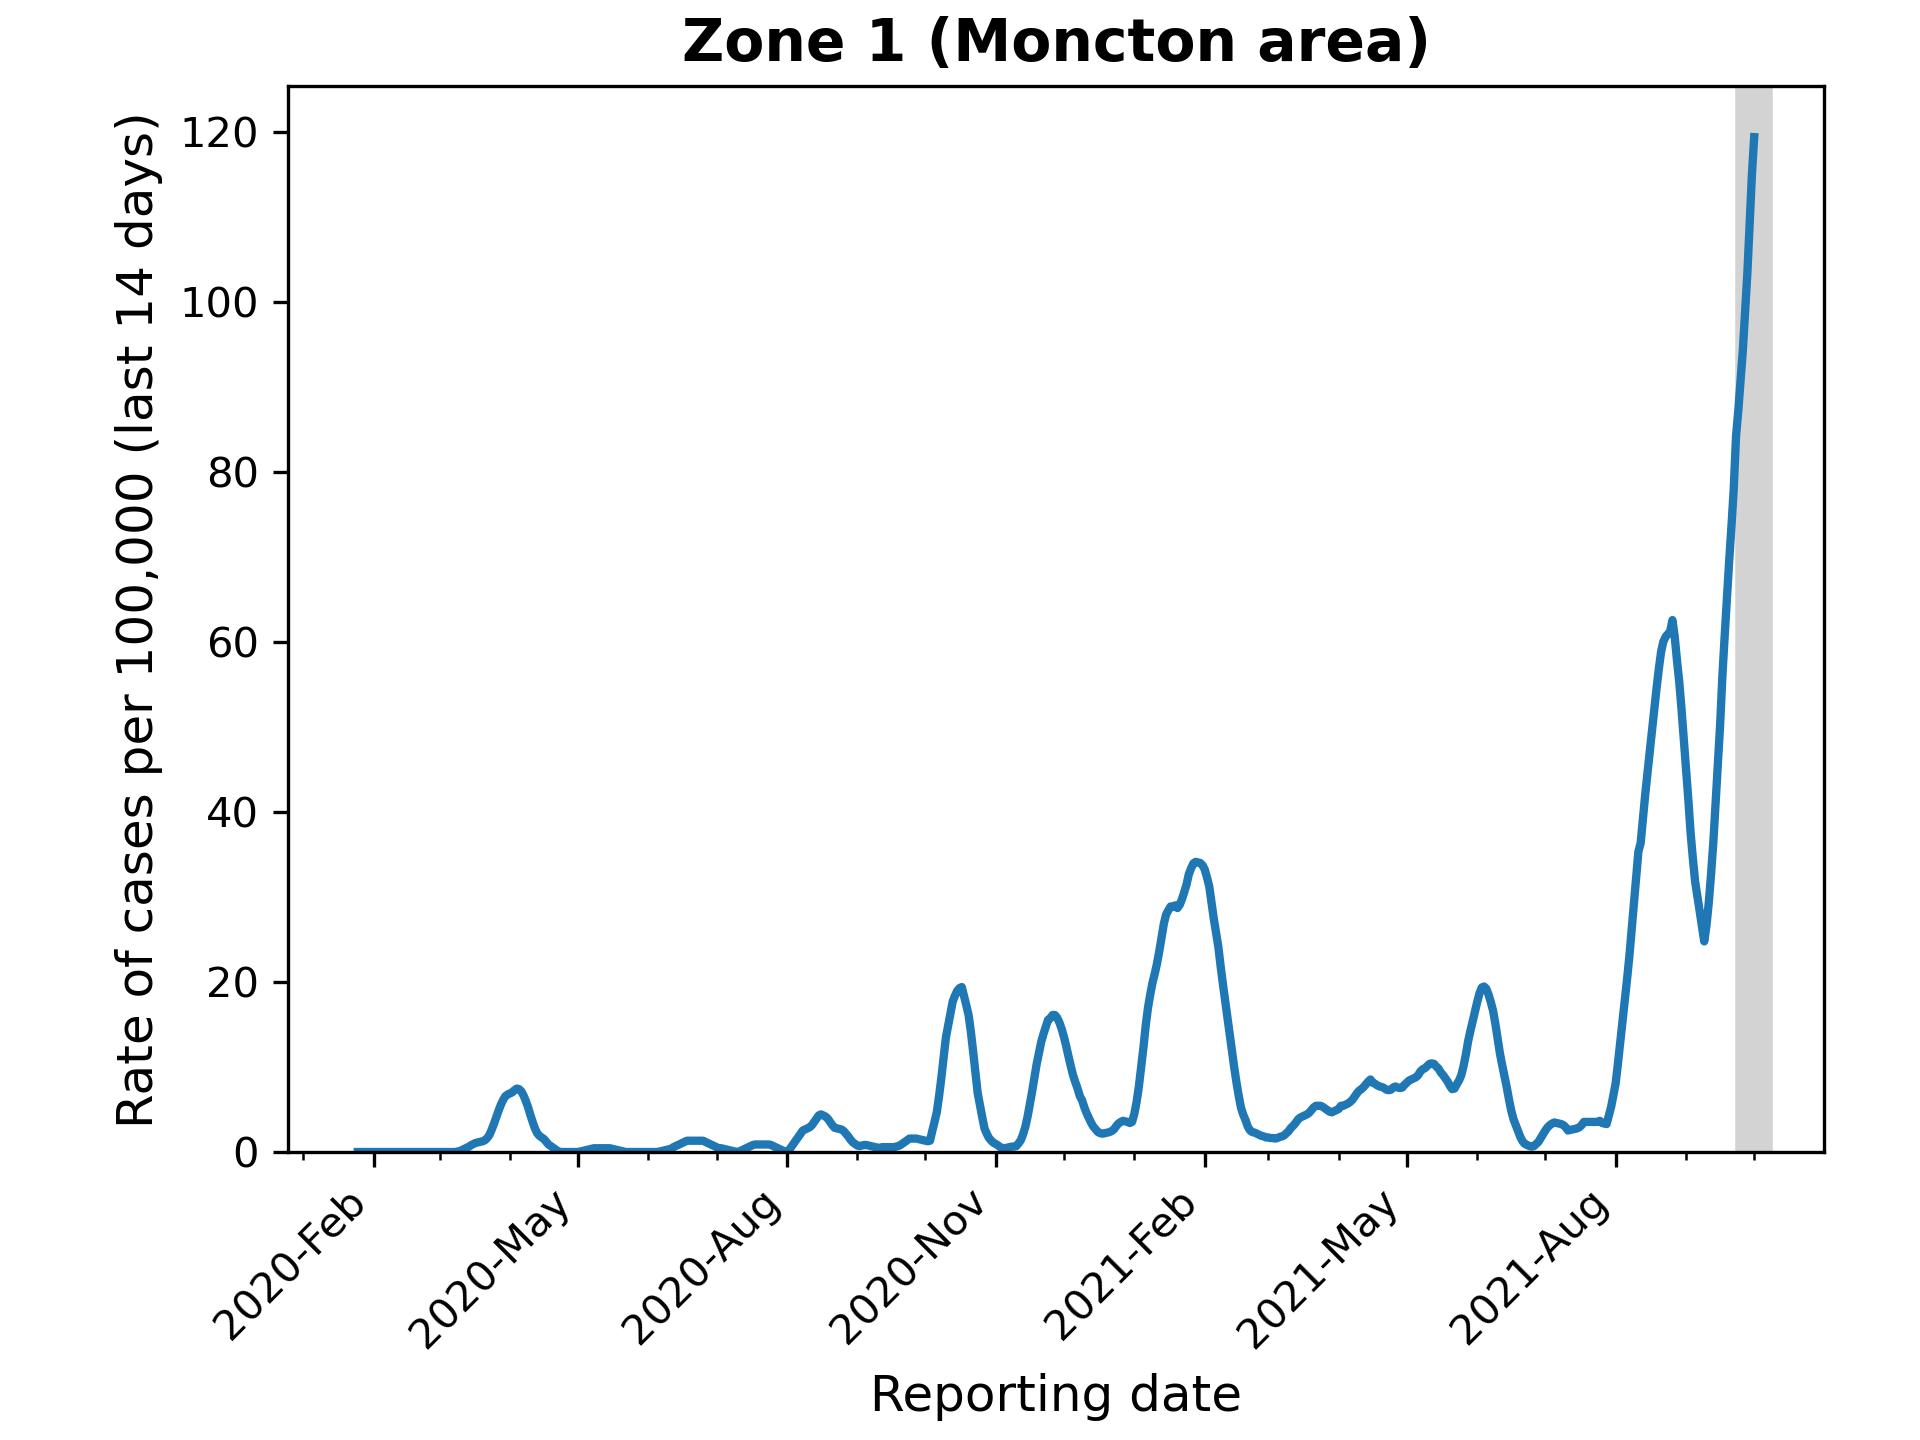 Zone 1 (Moncton area)
Rate of cases per 100,000 (last 14 days)
120
100
80
60
40
20
0
2020-Feb
2020-May
2020-Aug
2020-Nov
2021-Feb
2021-May
2021-Aug
Reporting date